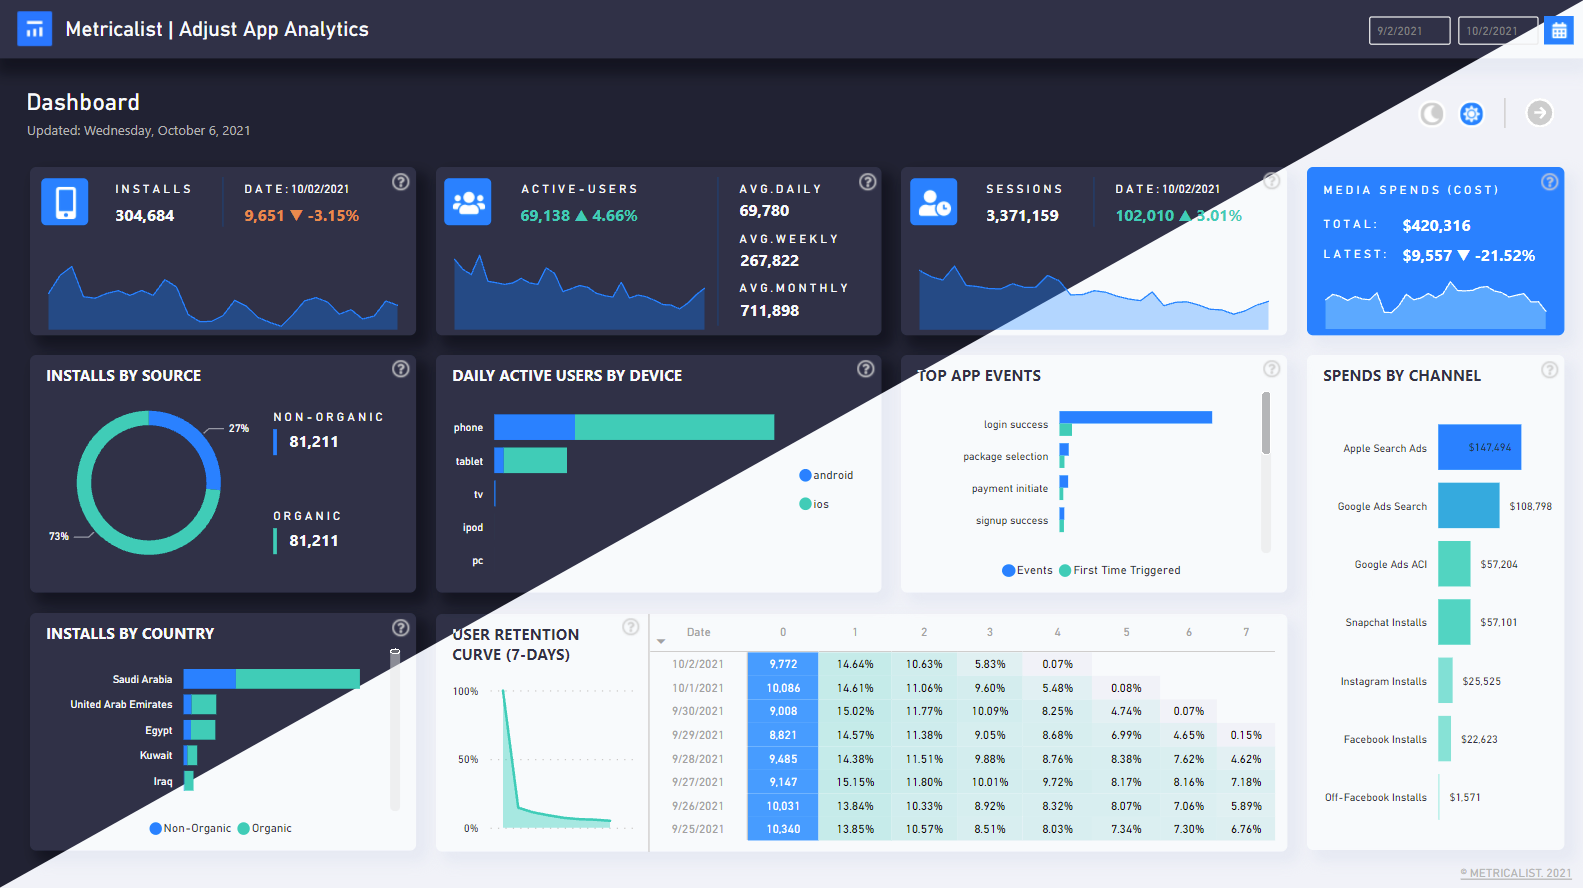 Metricalist | Adjust App Analytics
9/2/2021
10/2/2021
Dashboard
Updated: Wednesday, October 6, 2021
INSTALLS
304,684
DATE:10/02/2021
9,651 ▼ -3.15%
?
ACTIVE-USERS
69,138 ▲ 4.66%
AVG.DAILY
69,780
AVG.WEEKLY
267,822
AVG.MONTHLY
711,898
?
SESSIONS
3,371,159
DATE:10/02/2021
102,010 ▲ 3.01%
?
MEDIA SPENDS (COST)
TOTAL: $420,316
LATEST: $9,557 ▼ -21.52%
?
INSTALLS BY SOURCE
?
27%
73%
NON-ORGANIC
81,211
ORGANIC
81,211
DAILY ACTIVE USERS BY DEVICE
?
phone
tablet
tv
ipod
pc
android
ios
TOP APP EVENTS
?
login success
package selection
payment initiate
signup success
Events First Time Triggered
SPENDS BY CHANNEL
?
Apple Search Ads $147,494
Google Ads Search $108,798
Google Ads ACI $57,204
Snapchat Installs $57,101
Instagram Installs $25,525
Facebook Installs $22,623
Off-Facebook Installs $1,571
INSTALLS BY COUNTRY
?
Saudi Arabia
United Arab Emirates
Egypt
Kuwait
Iraq
Non-Organic Organic
USER RETENTION
CURVE (7-DAYS)
?
100%
50%
0%
Date 0 1 2 3 4 5 6 7
10/2/2021 9,772 14.64% 10.63% 5.83% 0.07%
10/1/2021 10,086 14.61% 11.06% 9.60% 5.48% 0.08%
9/30/2021 9,008 15.02% 11.77% 10.09% 8.25% 4.74% 0.07%
9/29/2021 8,821 14.57% 11.38% 9.05% 8.68% 6.99% 4.65% 0.15%
9/28/2021 9,485 14.38% 11.51% 9.88% 8.76% 8.38% 7.62% 4.62%
9/27/2021 9,147 15.15% 11.80% 10.01% 9.72% 8.17% 8.16% 7.18%
9/26/2021 10,031 13.84% 10.33% 8.92% 8.32% 8.07% 7.06% 5.89%
9/25/2021 10,340 13.85% 10.57% 8.51% 8.03% 7.34% 7.30% 6.76%
© METRICALIST. 2021